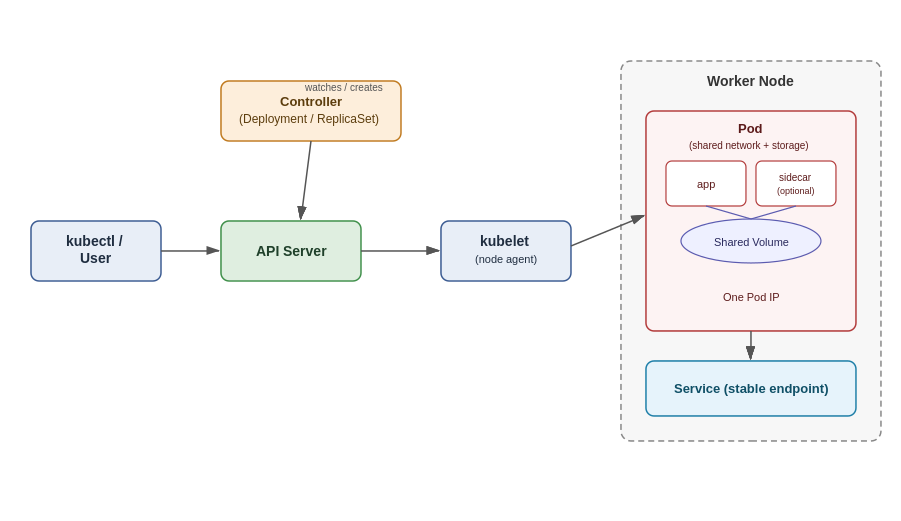 watches / creates
Controller
(Deployment / ReplicaSet)
kubectl /
User
API Server
kubelet
(node agent)
Worker Node
Pod
(shared network + storage)
app
sidecar
(optional)
Shared Volume
One Pod IP
Service (stable endpoint)